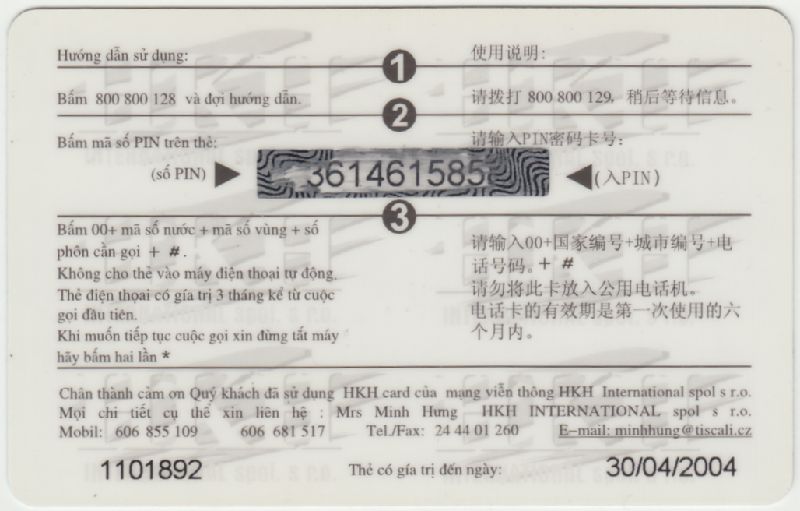 Hướng dẫn sử dụng:
使用说明:
1
Bấm 800 800 128 và đợi hướng dẫn.
请拨打 800 800 129, 稍后等待信息。
2
Bấm mã số PIN trên thẻ:
请输入PIN密码卡号:
(số PIN)
361461585
(入PIN)
3
Bấm 00+ mã số nước + mã số vùng + số
phôn cần gọi + #.
Không cho thẻ vào máy điện thoại tự động.
Thẻ điện thoại có gía trị 3 tháng kể từ cuộc
gọi đầu tiên.
Khi muốn tiếp tục cuộc gọi xin đừng tắt máy
hãy bấm hai lần *
请输入00+国家编号+城市编号+电
话号码。+ #
请勿将此卡放入公用电话机。
电话卡的有效期是第一次使用的六
个月内。
Chân thành cảm ơn Quý khách đã sử dụng HKH card của mạng viễn thông HKH International spol s r.o.
Mọi chi tiết cụ thể xin liên hệ : Mrs Minh Hưng HKH INTERNATIONAL spol s r.o.
Mobil: 606 855 109 606 681 517 Tel./Fax: 24 44 01 260 E-mail: minhhung@tiscali.cz
1101892
Thẻ có gía trị đến ngày:
30/04/2004